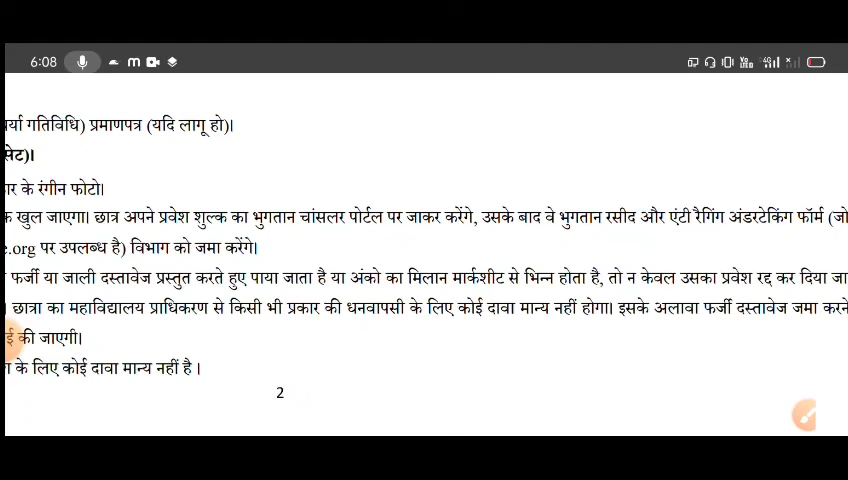 6:08
गतिविधि) प्रमाणपत्र (यदि लागू हो)।
सेट)।
के रंगीन फोटो।
खुल जाएगा। छात्र अपने प्रवेश शुल्क का भुगतान चांसलर पोर्टल पर जाकर करेंगे, उसके बाद वे भुगतान रसीद और एंटी रैगिंग अंडरटेकिंग फॉर्म (जो
.org पर उपलब्ध है) विभाग को जमा करेंगे।
फर्जी या जाली दस्तावेज प्रस्तुत करते हुए पाया जाता है या अंको का मिलान मार्कशीट से भिन्न होता है, तो न केवल उसका प्रवेश रद्द कर दिया जा
छात्रा का महाविद्यालय प्राधिकरण से किसी भी प्रकार की धनवापसी के लिए कोई दावा मान्य नहीं होगा। इसके अलावा फर्जी दस्तावेज जमा करने
की जाएगी।
के लिए कोई दावा मान्य नहीं है ।
2